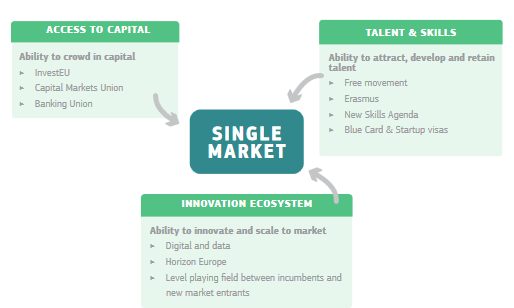 ACCESS TO CAPITAL
Ability to crowd in capital
► InvestEU
► Capital Markets Union
► Banking Union
TALENT & SKILLS
Ability to attract, develop and retain
talent
► Free movement
► Erasmus
► New Skills Agenda
► Blue Card & Startup visas
SINGLE
MARKET
INNOVATION ECOSYSTEM
Ability to innovate and scale to market
► Digital and data
► Horizon Europe
► Level playing field between incumbents and
new market entrants